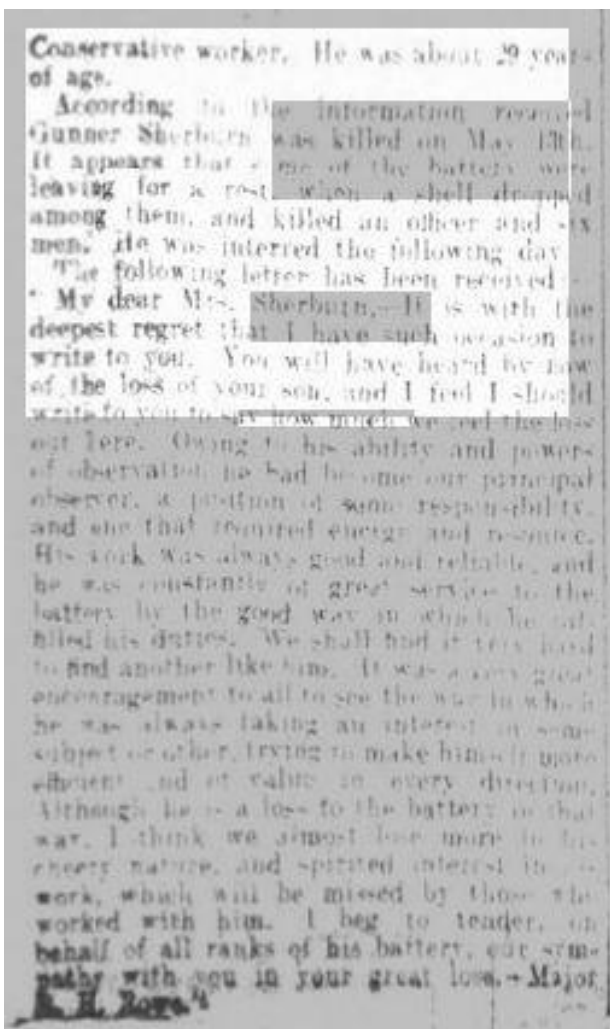 Conservative worker. He was about 29 years
of age.
According to the information received
Gunner Sherburn was killed on May 13th.
It appears that some of the battery were
leaving for a rest when a shell dropped
among them, and killed an officer and six
men. He was interred the following day.
The following letter has been received:—
"My dear Mrs. Sherburn,—It is with the
deepest regret that I have such occasion to
write to you. You will have heard by now
of the loss of your son, and I feel I should
write to you to say how much we feel the loss
out here. Owing to his ability and powers
of observation he had become our principal
observer, a position of some responsibility,
and one that required energy and resource.
His work was always good and reliable, and
he was constantly of great service to the
battery by the good way in which he ful-
filled his duties. We shall find it very hard
to find another like him. It was a very great
encouragement to all to see the way in which
he was always taking an interest in some
subject or other, trying to make himself more
efficient and of value in every direction.
Although he is a loss to the battery in that
way, I think we almost lose more in his
cheery nature, and spirited interest in
work, which will be missed by those who
worked with him. I beg to tender, on
behalf of all ranks of his battery, our sym-
pathy with you in your great loss.—Major
H. Rowe."